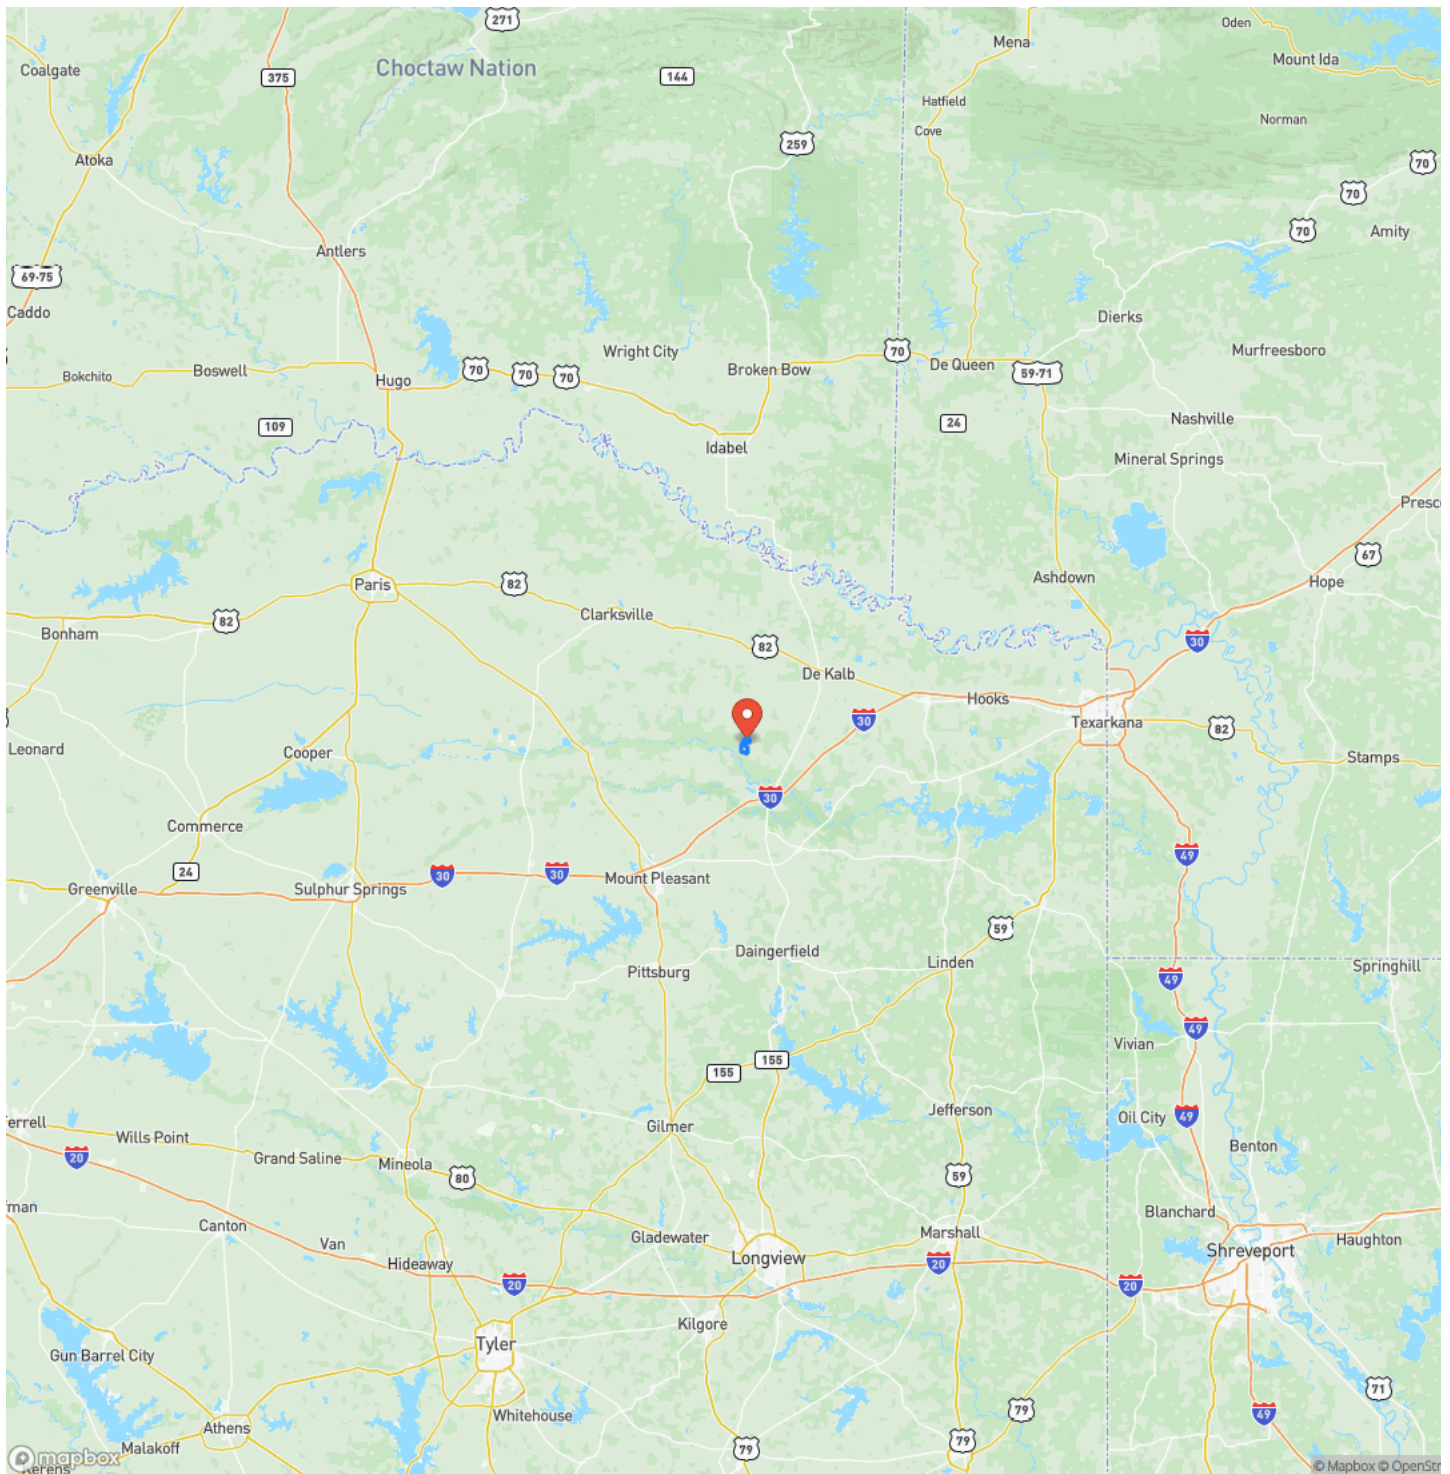 271
Oden
Mena
Mount Ida
Coalgate
Choctaw Nation
375
144
Hatfield
Cove
Norman
259
Atoka
70
70
70
Amity
Antlers
69-75
Caddo
Dierks
Wright City
70
Murfreesboro
Boswell
70
70
70
Broken Bow
De Queen
59-71
Bokchito
Hugo
109
24
Nashville
Idabel
Mineral Springs
Presc
67
Paris
82
Ashdown
Hope
82
Clarksville
Bonham
82
30
De Kalb
Hooks
Texarkana
30
82
Leonard
Cooper
Stamps
30
Commerce
49
24
Greenville
Sulphur Springs
30
30
Mount Pleasant
59
Daingerfield
Linden
Pittsburg
Springhill
49
49
Vivian
155
155
Jefferson
Oil City
49
Gilmer
errell
Wills Point
20
Grand Saline
Mineola
80
59
Benton
rman
Canton
Van
Hideaway
Gladewater
Longview
Marshall
20
Blanchard
Shreveport
Haughton
20
20
Kilgore
Tyler
Gun Barrel City
71
Whitehouse
79
49
Athens
Malakoff
79
79
mapbox
Kerens
© Mapbox © OpenStr